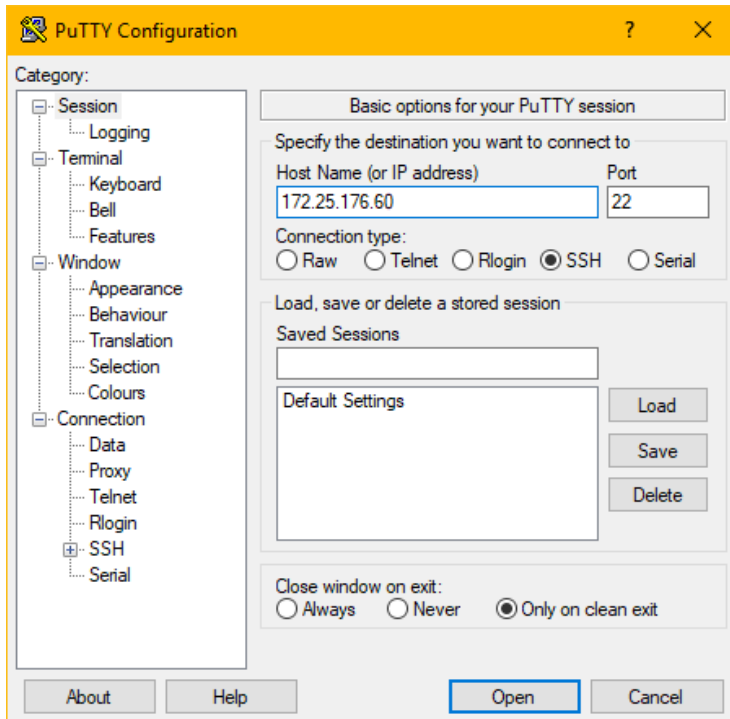 PuTTY Configuration ? ×
Category:
Session
Logging
Terminal
Keyboard
Bell
Features
Window
Appearance
Behaviour
Translation
Selection
Colours
Connection
Data
Proxy
Telnet
Rlogin
SSH
Serial
Basic options for your PuTTY session
Specify the destination you want to connect to
Host Name (or IP address) Port
172.25.176.60 22
Connection type:
Raw Telnet Rlogin SSH Serial
Load, save or delete a stored session
Saved Sessions
Default Settings
Load
Save
Delete
Close window on exit:
Always Never Only on clean exit
About Help Open Cancel